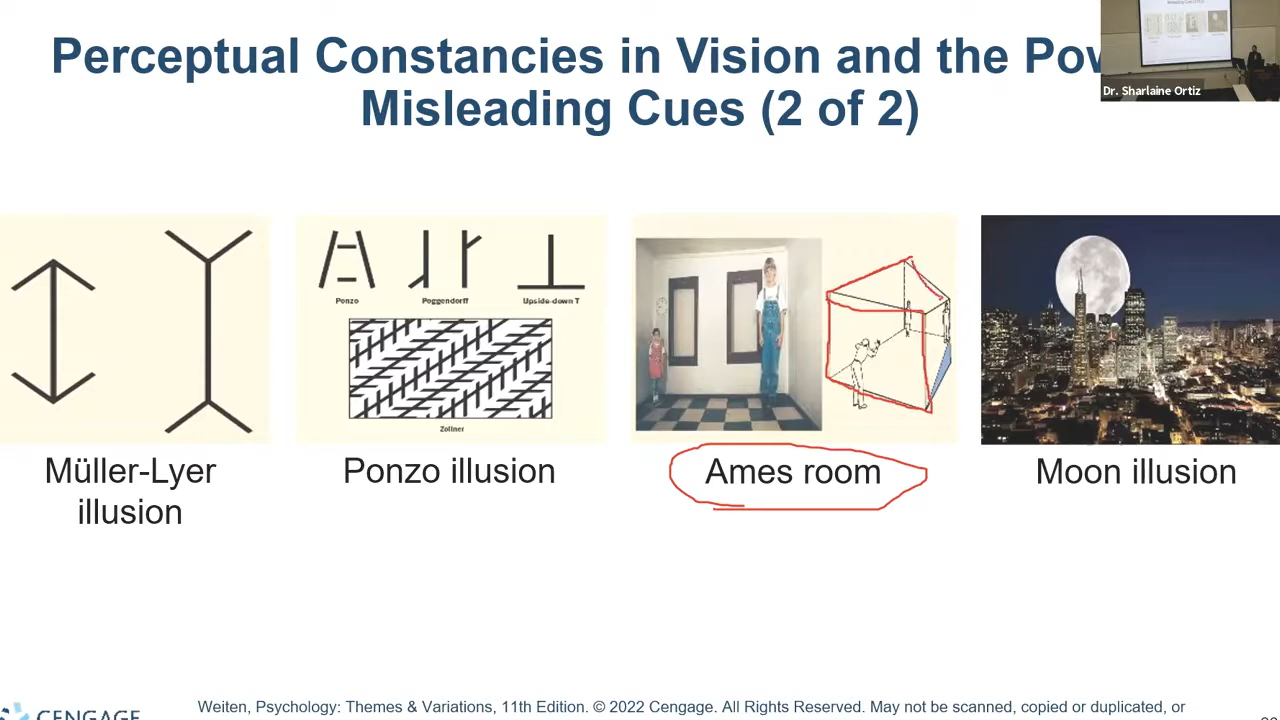 Perceptual Constancies in Vision and the Pow
Misleading Cues (2 of 2)
Dr. Sharlaine Ortiz
Ponzo
Poggendorff
Upside-down T
Zollner
Müller-Lyer
illusion
Ponzo illusion
Ames room
Moon illusion
CENGAGE
Weiten, Psychology: Themes & Variations, 11th Edition. © 2022 Cengage. All Rights Reserved. May not be scanned, copied or duplicated, or